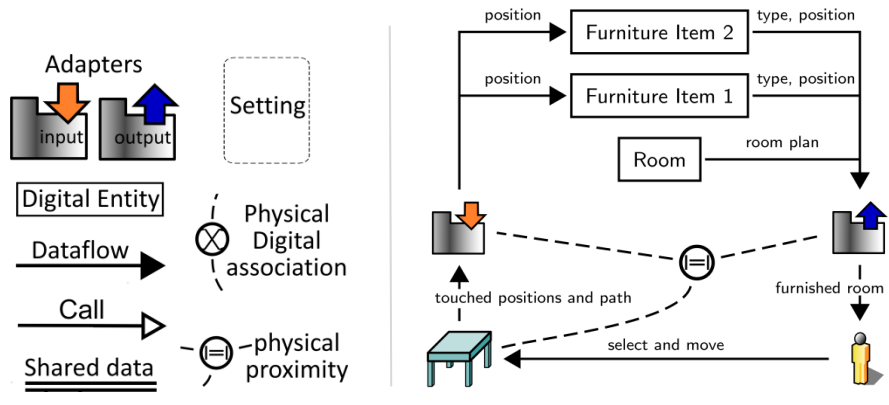 Adapters
input
output
Setting
Digital Entity
Physical
Digital
association
Dataflow
Call
physical
proximity
Shared data
position
Furniture Item 2
type, position
position
Furniture Item 1
type, position
Room
room plan
touched positions and path
furnished room
select and move